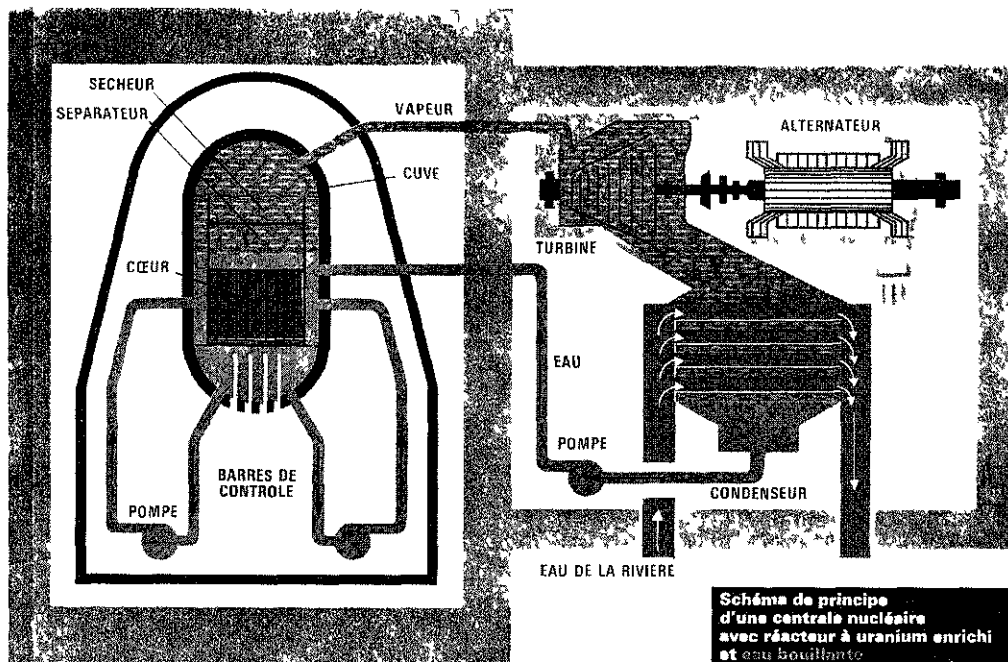 SECHEUR
SEPARATEUR
VAPEUR
ALTERNATEUR
CUVE
TURBINE
CŒUR
EAU
POMPE
BARRES DE
CONTROLE
CONDENSEUR
POMPE
EAU DE LA RIVIERE
Schéma de principe
d'une centrale nucléaire
avec réacteur à uranium enrichi
et eau bouillante